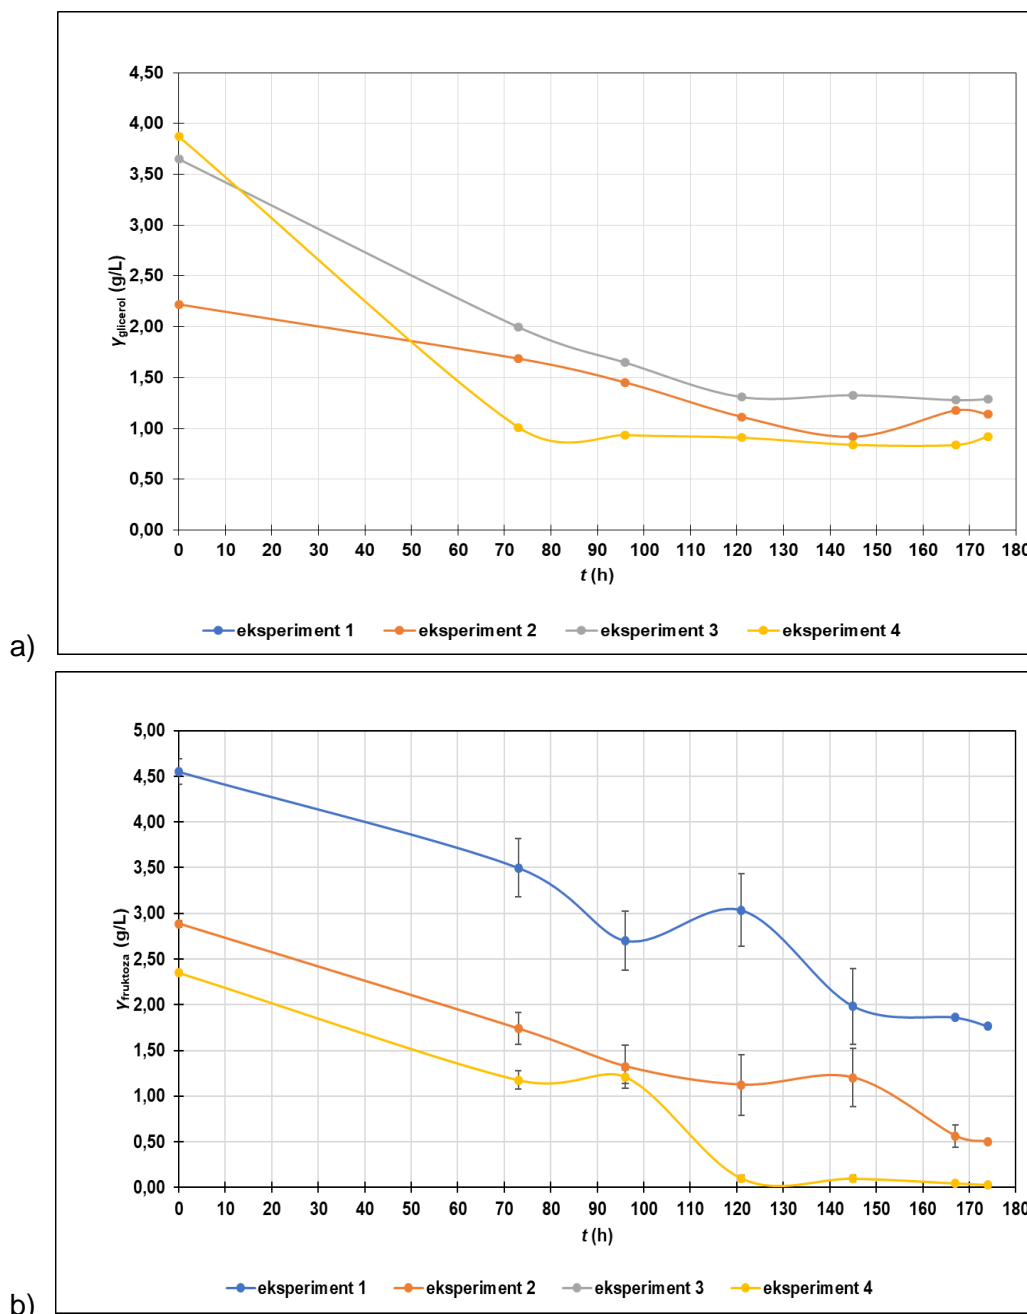 4,50
4,00
3,50
3,00
2,50
2,00
1,50
1,00
0,50
0,00
γglicerol (g/L)
0 10 20 30 40 50 60 70 80 90 100 110 120 130 140 150 160 170 180
t (h)
eksperiment 1 eksperiment 2 eksperiment 3 eksperiment 4
a)
5,00
4,50
4,00
3,50
3,00
2,50
2,00
1,50
1,00
0,50
0,00
γfruktoza (g/L)
0 10 20 30 40 50 60 70 80 90 100 110 120 130 140 150 160 170 180
t (h)
eksperiment 1 eksperiment 2 eksperiment 3 eksperiment 4
b)